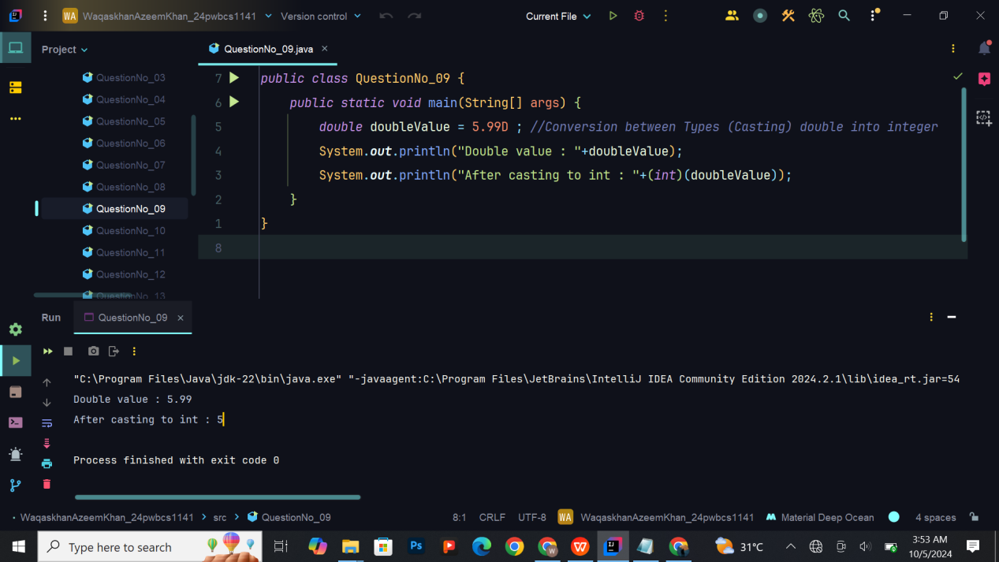 WA WaqaskhanAzeemKhan_24pwbcs1141 Version control Current File
Project
QuestionNo_09.java
QuestionNo_03
QuestionNo_04
QuestionNo_05
QuestionNo_06
QuestionNo_07
QuestionNo_08
QuestionNo_09
QuestionNo_10
QuestionNo_11
QuestionNo_12
QuestionNo_13
7 public class QuestionNo_09 {
6 public static void main(String[] args) {
5 double doubleValue = 5.99D ; //Conversion between Types (Casting) double into integer
4 System.out.println("Double value : "+doubleValue);
3 System.out.println("After casting to int : "+(int)(doubleValue));
2 }
1 }
8
Run QuestionNo_09
"C:\Program Files\Java\jdk-22\bin\java.exe" "-javaagent:C:\Program Files\JetBrains\IntelliJ IDEA Community Edition 2024.2.1\lib\idea_rt.jar=54
Double value : 5.99
After casting to int : 5
Process finished with exit code 0
WaqaskhanAzeemKhan_24pwbcs1141 > src > QuestionNo_09 8:1 CRLF UTF-8 WA WaqaskhanAzeemKhan_24pwbcs1141 Material Deep Ocean 4 spaces
Type here to search Ps 31°C 3:53 AM
10/5/2024